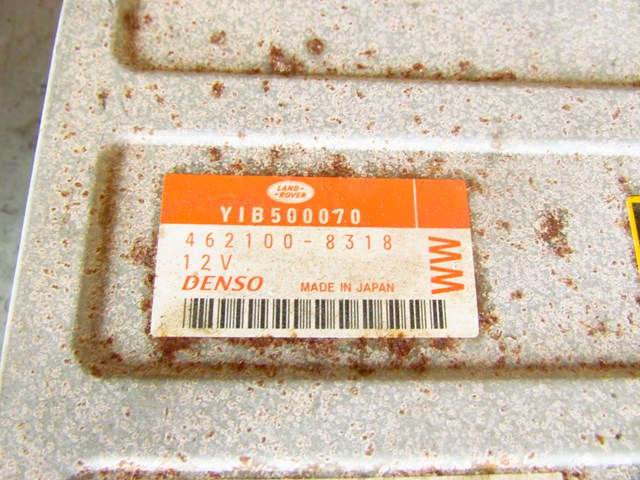 LAND-
ROVER
YIB500070
462100-8318
12V
DENSO MADE IN JAPAN
WW